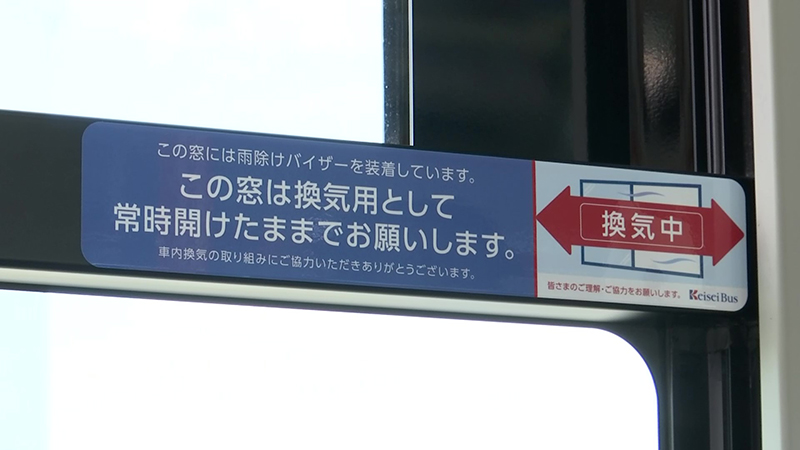 この窓には雨除けバイザーを装着しています。
この窓は換気用として
常時開けたままでお願いします。
車内換気の取り組みにご協力いただきありがとうございます。
換気中
皆さまのご理解・ご協力をお願いします。
Keisei Bus